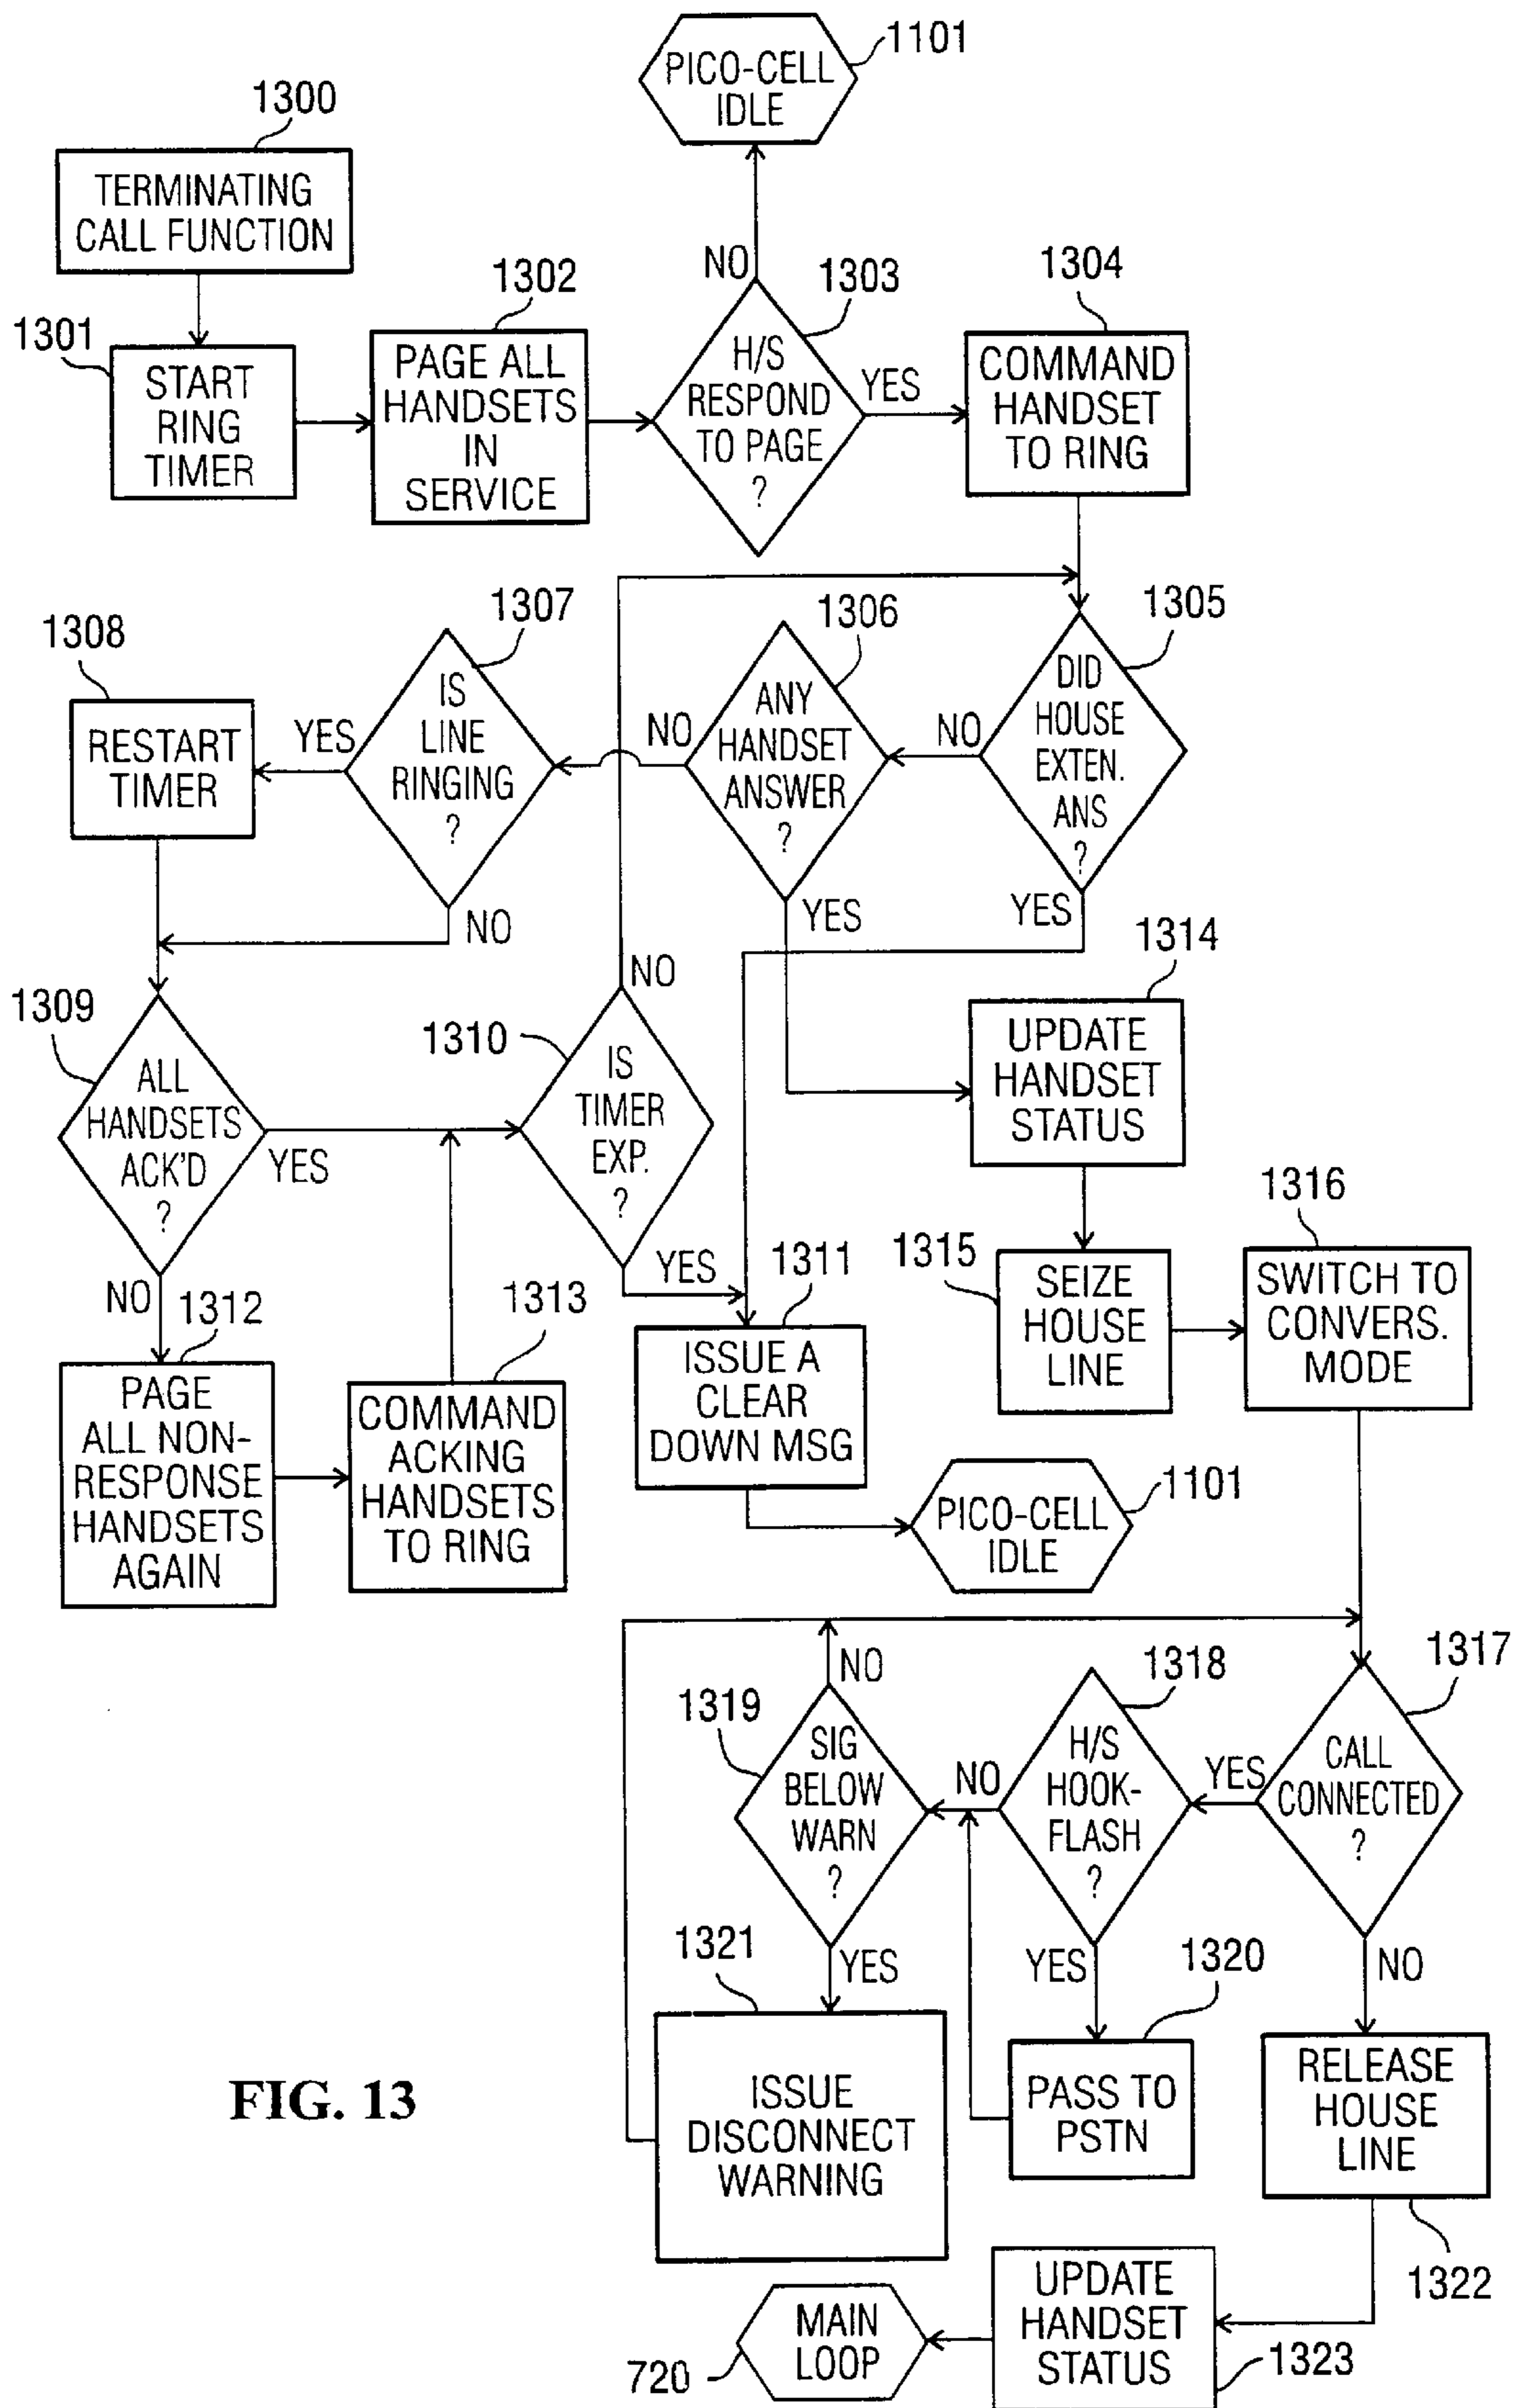 1101
PICO-CELL
IDLE
1300
TERMINATING
CALL FUNCTION
1301
START
RING
TIMER
1302
PAGE ALL
HANDSETS
IN
SERVICE
NO
1303
H/S
RESPOND
TO PAGE
?
YES
1304
COMMAND
HANDSET
TO RING
1308
RESTART
TIMER
YES
1307
IS
LINE
RINGING
?
NO
NO
1306
ANY
HANDSET
ANSWER
?
YES
NO
1305
DID
HOUSE
EXTEN.
ANS
?
YES
1309
ALL
HANDSETS
ACK'D
?
YES
NO
1310
IS
TIMER
EXP.
?
NO
YES
1314
UPDATE
HANDSET
STATUS
1315
SEIZE
HOUSE
LINE
1316
SWITCH TO
CONVERS.
MODE
1312
PAGE
ALL NON-
RESPONSE
HANDSETS
AGAIN
1313
COMMAND
ACKING
HANDSETS
TO RING
1311
ISSUE A
CLEAR
DOWN MSG
1101
PICO-CELL
IDLE
1319
NO
SIG
BELOW
WARN
?
YES
1318
NO
H/S
HOOK-
FLASH
?
YES
1317
YES
CALL
CONNECTED
?
NO
1321
ISSUE
DISCONNECT
WARNING
1320
PASS TO
PSTN
RELEASE
HOUSE
LINE
1322
FIG. 13
MAIN
LOOP
720
UPDATE
HANDSET
STATUS
1323